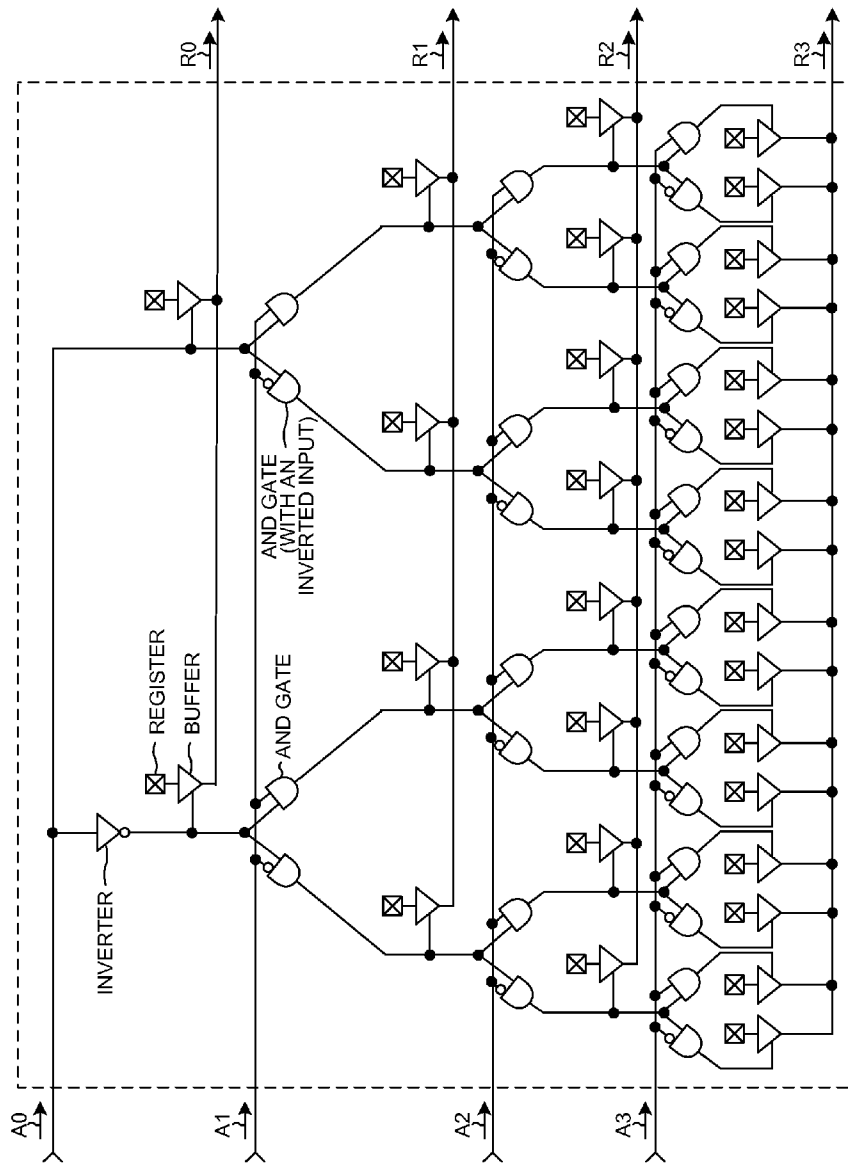 R0
R1
R2
R3
REGISTER
BUFFER
INVERTER
AND GATE
AND GATE
(WITH AN
INVERTED INPUT)
A0
A1
A2
A3